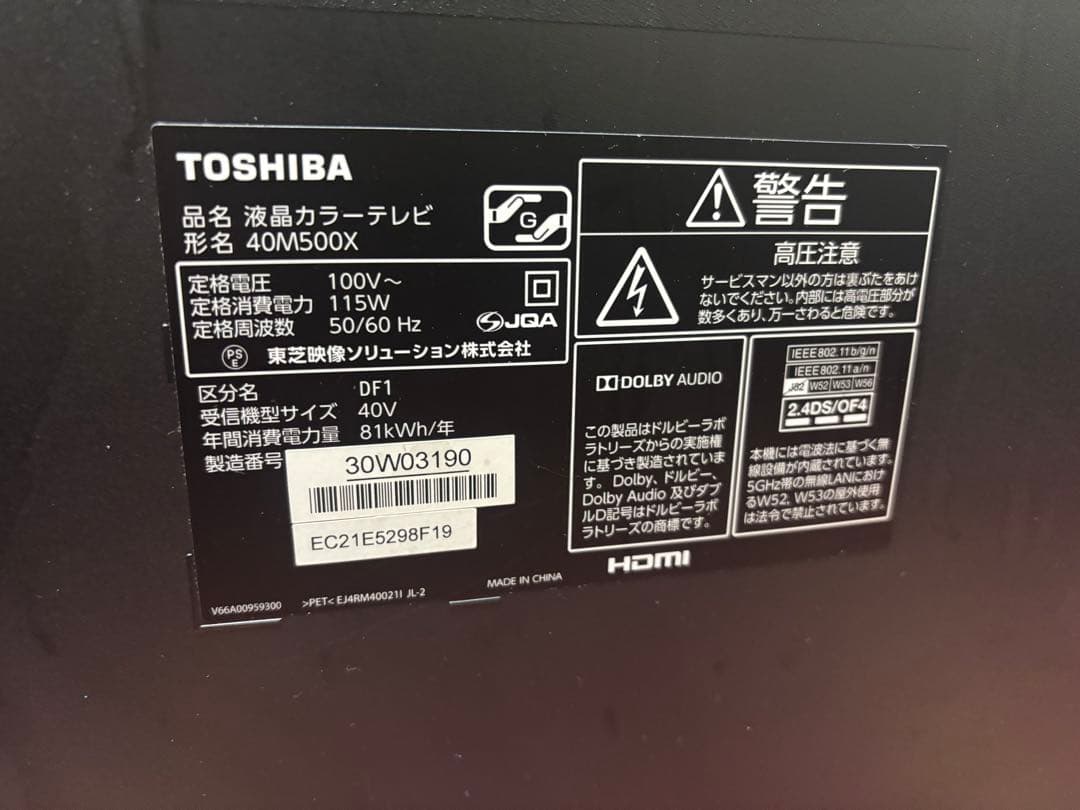 TOSHIBA
品名 液晶カラーテレビ
形名 40M500X
G
定格電圧 100V～
定格消費電力 115W
定格周波数 50/60 Hz
JQA
PS
E
東芝映像ソリューション株式会社
区分名 DF1
受信機型サイズ 40V
年間消費電力量 81kWh/年
製造番号
30W03190
EC21E5298F19
V66A00959300 >PET< EJ4RM40021I JL-2
MADE IN CHINA
警告
高圧注意
サービスマン以外の方は裏ぶたをあけ
ないでください。内部には高電圧部分が
数多くあり、万一さわると危険です。
DOLBY AUDIO
この製品はドルビーラボ
ラトリーズからの実施権
に基づき製造されていま
す。Dolby、ドルビー、
Dolby Audio 及びダブ
ルD記号はドルビーラボ
ラトリーズの商標です。
IEEE802.11b/g/n
IEEE802.11a/n
J52 W52 W53 W56
2.4DS/OF4
本機には電波法に基づく無
線設備が内蔵されています。
5GHz帯の無線LANにおけ
るW52、W53の屋外使用
は法令で禁止されています。
HDMI